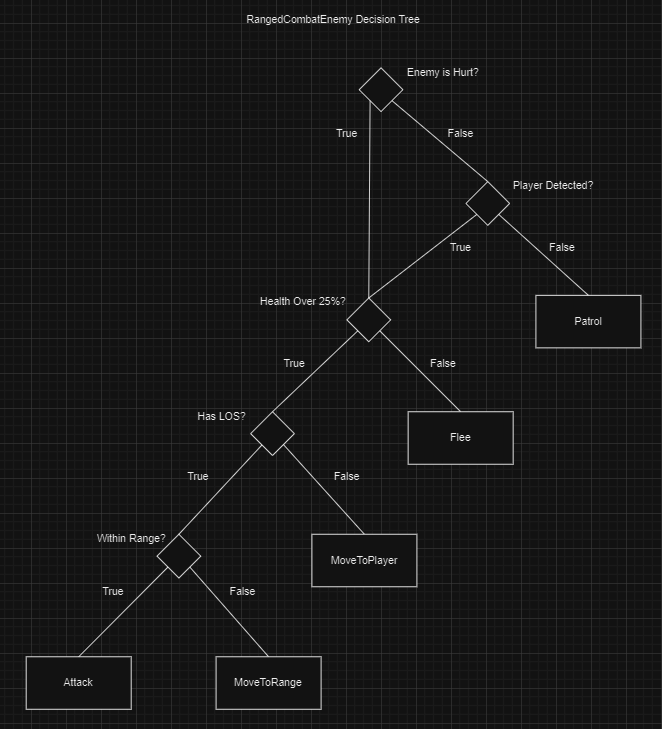 RangedCombatEnemy Decision Tree
Enemy is Hurt?
True
False
Player Detected?
True
False
Health Over 25%?
Patrol
True
False
Has LOS?
Flee
True
False
Within Range?
MoveToPlayer
True
False
Attack
MoveToRange